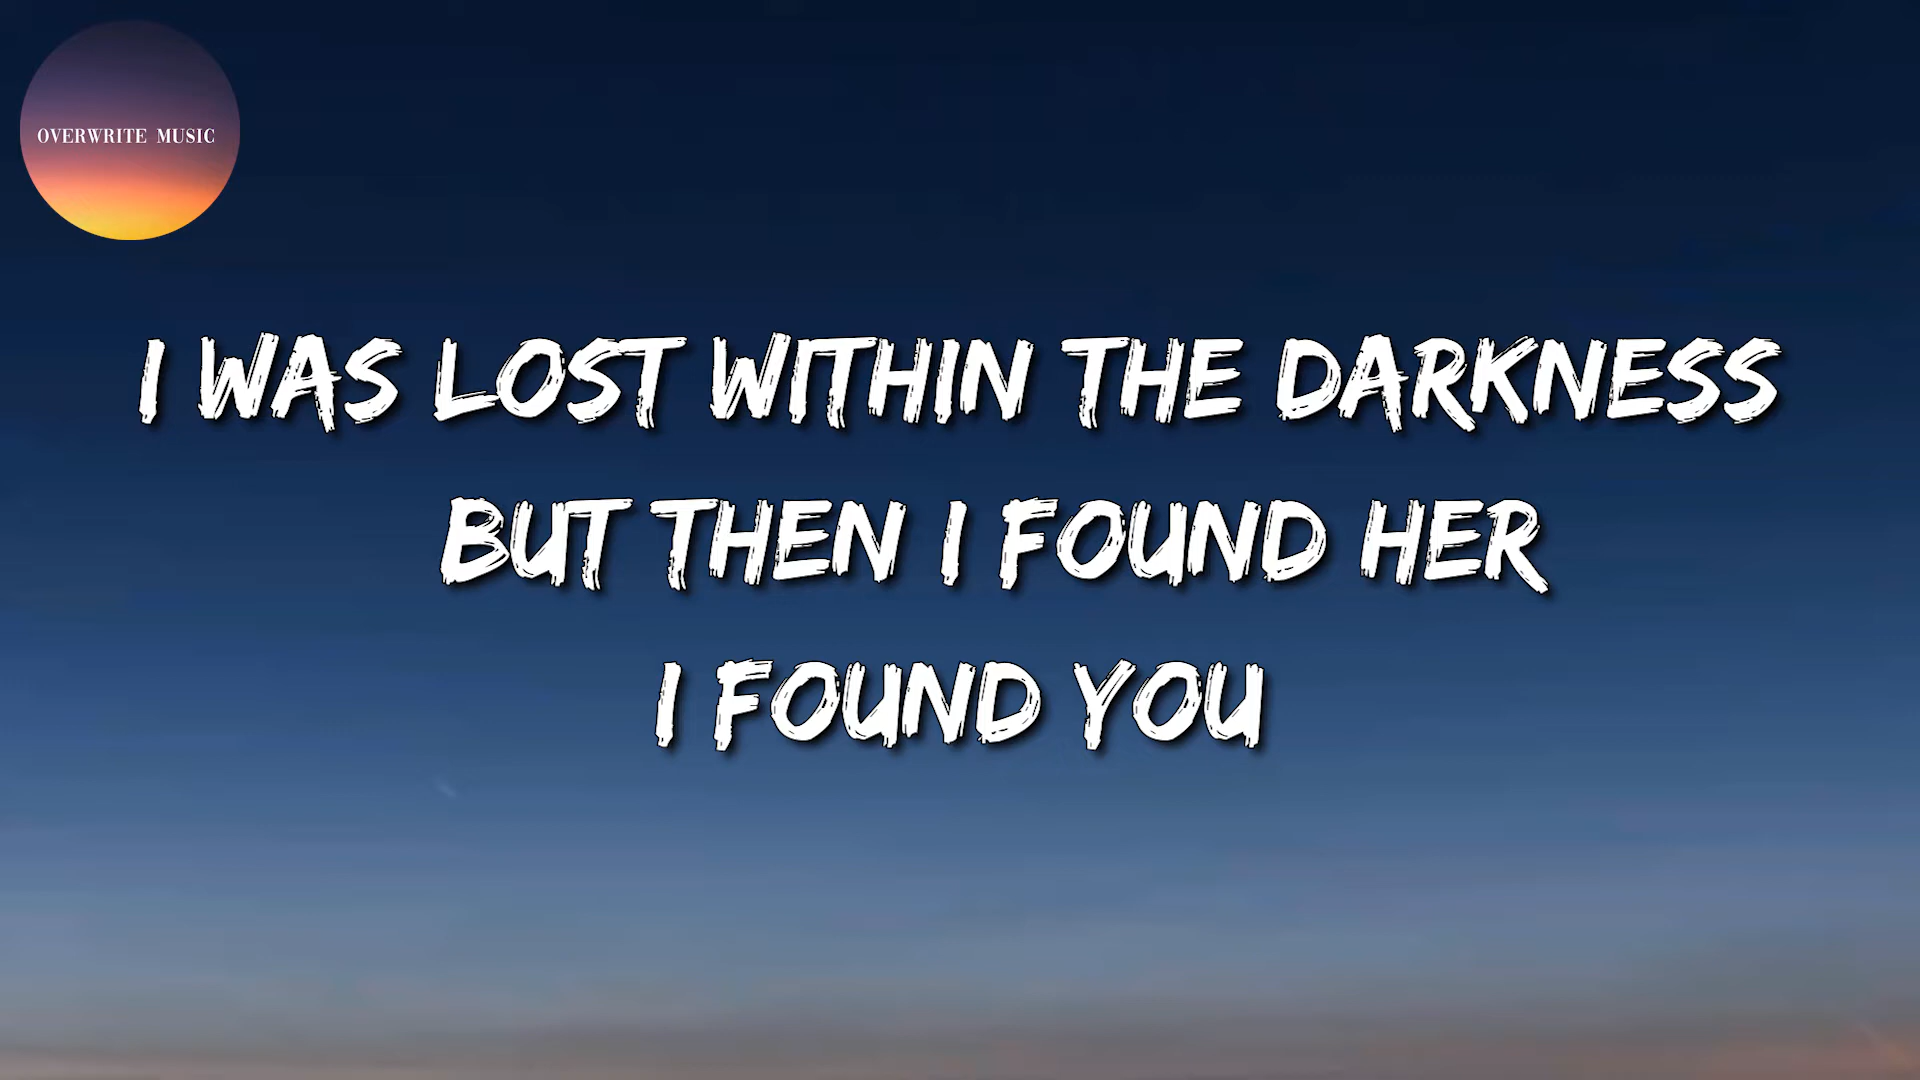 OVERWRITE MUSIC
I WAS LOST WITHIN THE DARKNESS
BUT THEN I FOUND HER
I FOUND YOU